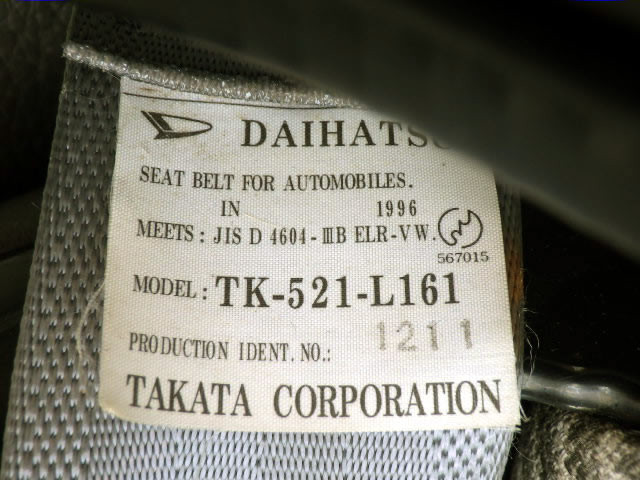 DAIHATSU
SEAT BELT FOR AUTOMOBILES.
IN 1996
MEETS : JIS D 4604-ⅢB ELR-VW.
567015
MODEL : TK-521-L161
PRODUCTION IDENT. NO.: 1211
TAKATA CORPORATION